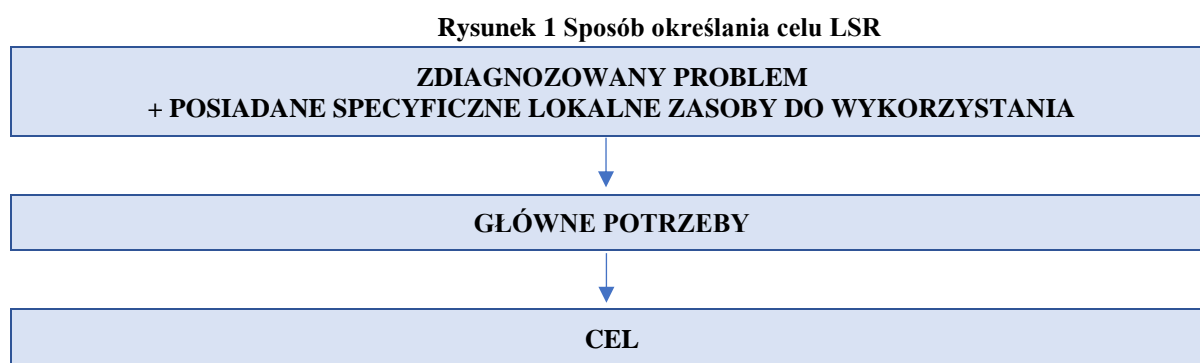 Rysunek 1 Sposób określania celu LSR
ZDIAGNOZOWANY PROBLEM
+ POSIADANE SPECYFICZNE LOKALNE ZASOBY DO WYKORZYSTANIA
GŁÓWNE POTRZEBY
CEL